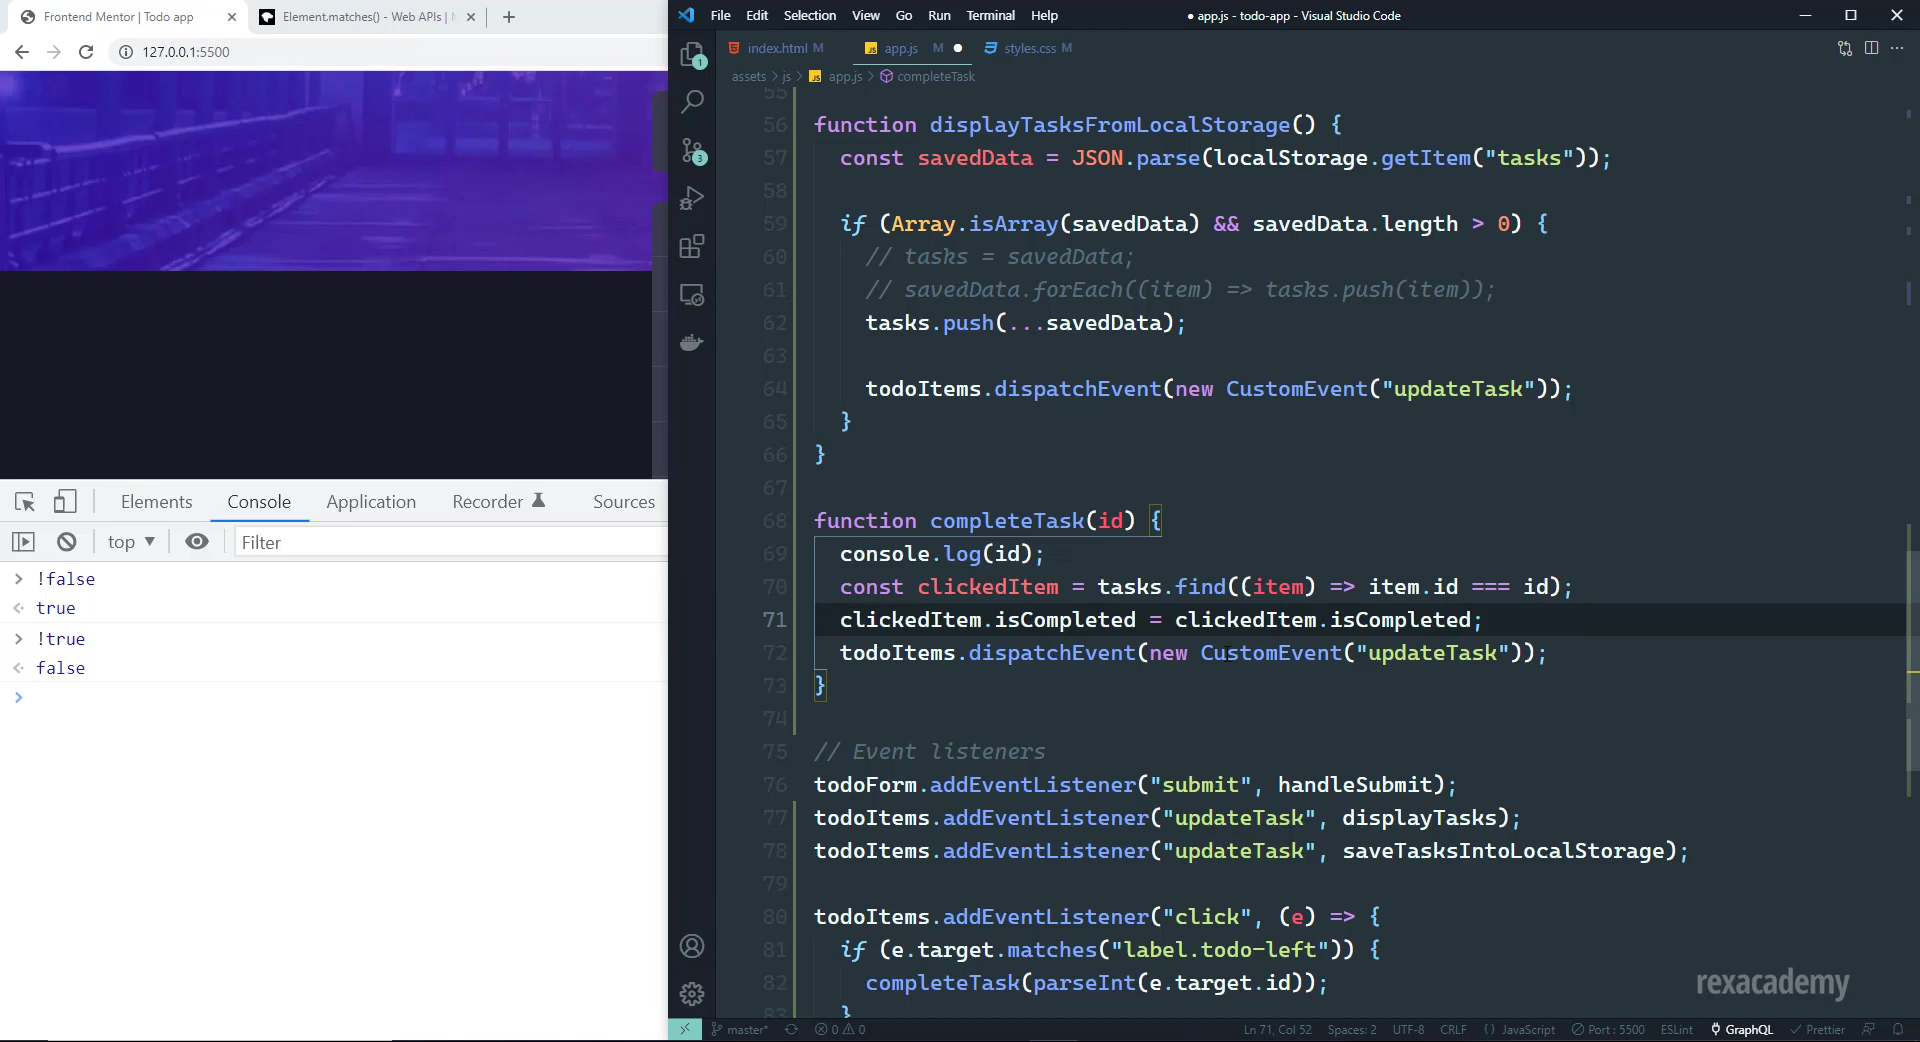 Frontend Mentor | Todo app
Element.matches() - Web APIs |
127.0.0.1:5500
Elements Console Application Recorder Sources
top Filter
!false
true
!true
false
File Edit Selection View Go Run Terminal Help
● app.js - todo-app - Visual Studio Code
index.html M app.js M styles.css M
assets > js > app.js > completeTask
1
3
55
56 function displayTasksFromLocalStorage() {
57 const savedData = JSON.parse(localStorage.getItem("tasks"));
58
59 if (Array.isArray(savedData) && savedData.length > 0) {
60 // tasks = savedData;
61 // savedData.forEach((item) => tasks.push(item));
62 tasks.push(...savedData);
63
64 todoItems.dispatchEvent(new CustomEvent("updateTask"));
65 }
66 }
67
68 function completeTask(id) {
69 console.log(id);
70 const clickedItem = tasks.find((item) => item.id === id);
71 clickedItem.isCompleted = clickedItem.isCompleted;
72 todoItems.dispatchEvent(new CustomEvent("updateTask"));
73 }
74
75 // Event listeners
76 todoForm.addEventListener("submit", handleSubmit);
77 todoItems.addEventListener("updateTask", displayTasks);
78 todoItems.addEventListener("updateTask", saveTasksIntoLocalStorage);
79
80 todoItems.addEventListener("click", (e) => {
81 if (e.target.matches("label.todo-left")) {
82 completeTask(parseInt(e.target.id));
83 }
rexacademy
master* 0 0 Ln 71, Col 52 Spaces: 2 UTF-8 CRLF {} JavaScript Port : 5500 ESLint GraphQL Prettier